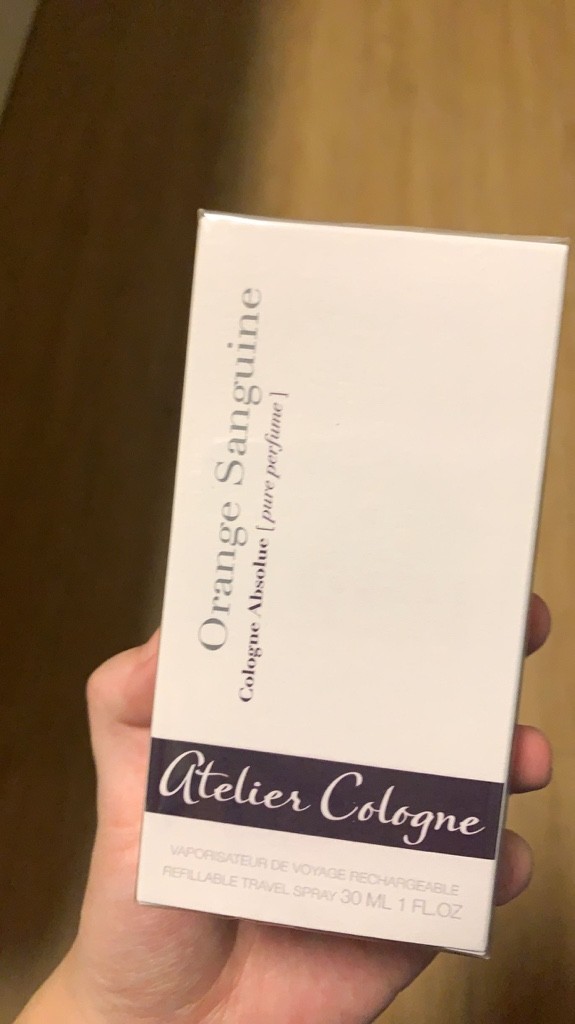 Orange Sanguine
Cologne Absolue [pure perfume]
Atelier Cologne
VAPORISATEUR DE VOYAGE RECHARGEABLE
REFILLABLE TRAVEL SPRAY 30 ML 1 FL.OZ